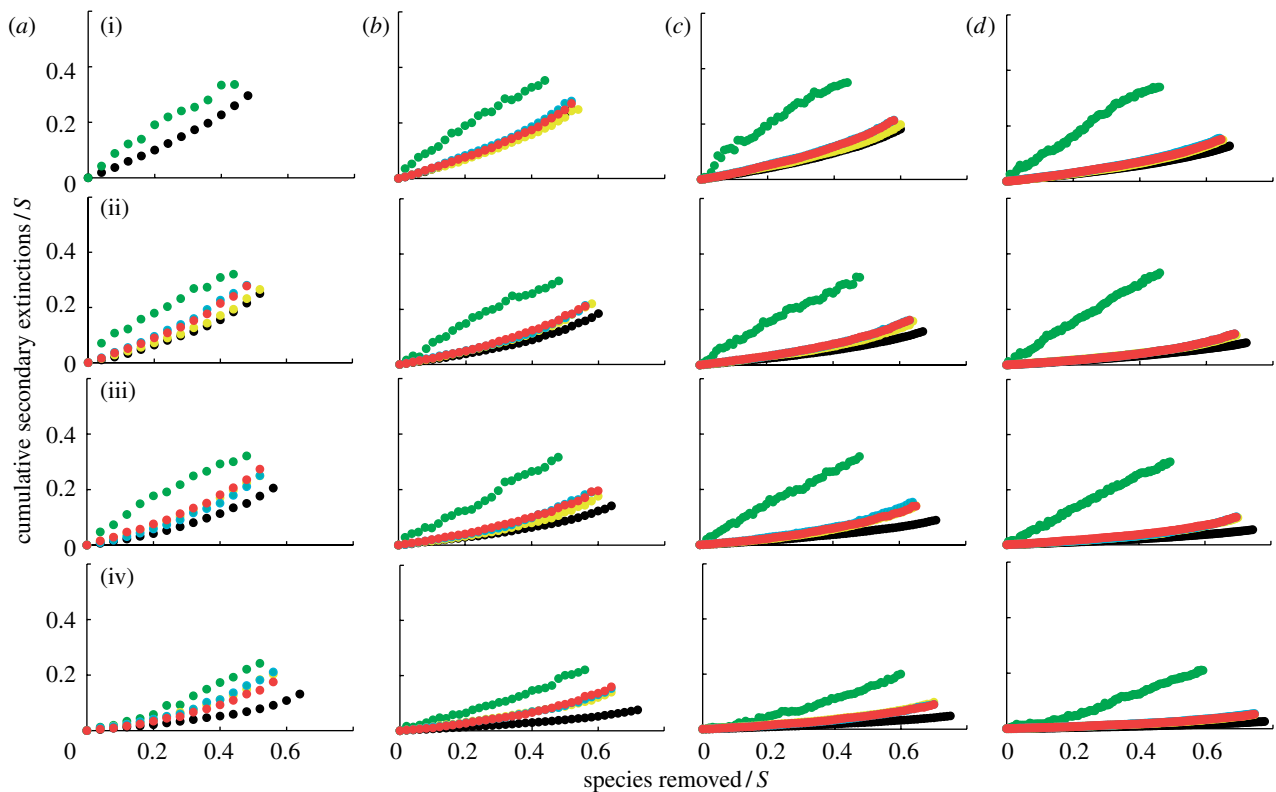 (a) (i) (b) (c) (d)
0.4
0.2
0
(ii)
0.4
0.2
0
(iii)
0.4
0.2
0
(iv)
0.4
0.2
0 0.2 0.4 0.6 0 0.2 0.4 0.6 0 0.2 0.4 0.6 0 0.2 0.4 0.6
cumulative secondary extinctions/S
species removed/S